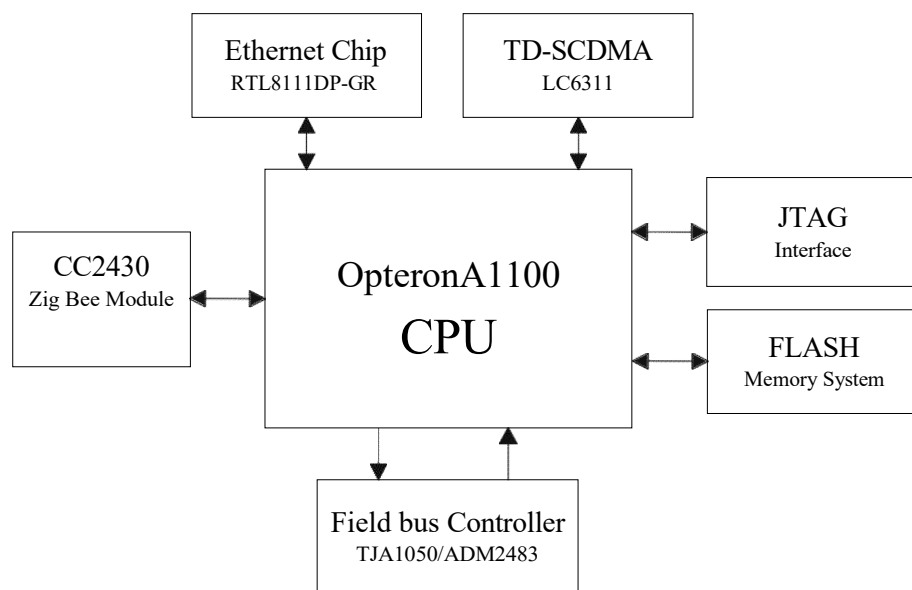 Ethernet Chip
RTL8111DP-GR
TD-SCDMA
LC6311
JTAG
Interface
CC2430
Zig Bee Module
OpteronA1100
CPU
FLASH
Memory System
Field bus Controller
TJA1050/ADM2483